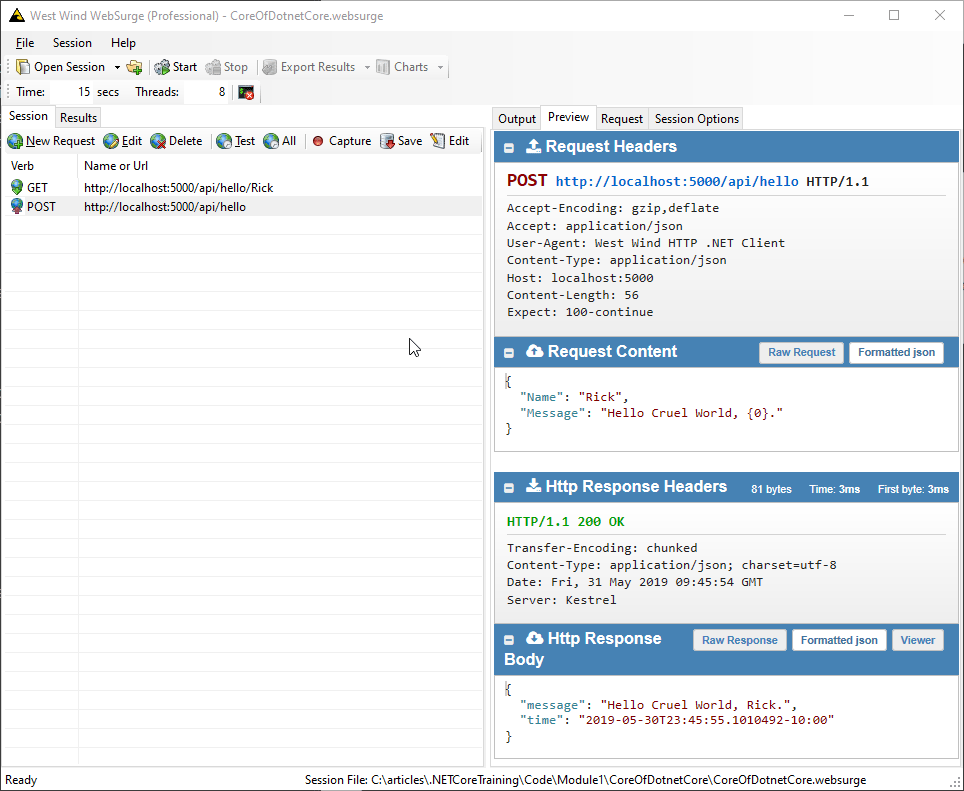 West Wind WebSurge (Professional) - CoreOfDotnetCore.websurge
File Session Help
Open Session Start Stop Export Results Charts
Time: 15 secs Threads: 8
Session Results
New Request Edit Delete Test All Capture Save Edit
Verb Name or Url
GET http://localhost:5000/api/hello/Rick
POST http://localhost:5000/api/hello
Output Preview Request Session Options
Request Headers
POST http://localhost:5000/api/hello HTTP/1.1
Accept-Encoding: gzip,deflate
Accept: application/json
User-Agent: West Wind HTTP .NET Client
Content-Type: application/json
Host: localhost:5000
Content-Length: 56
Expect: 100-continue
Request Content Raw Request Formatted json
{
"Name": "Rick",
"Message": "Hello Cruel World, {0}."
}
Http Response Headers 81 bytes Time: 3ms First byte: 3ms
HTTP/1.1 200 OK
Transfer-Encoding: chunked
Content-Type: application/json; charset=utf-8
Date: Fri, 31 May 2019 09:45:54 GMT
Server: Kestrel
Http Response Body Raw Response Formatted json Viewer
{
"message": "Hello Cruel World, Rick.",
"time": "2019-05-30T23:45:55.1010492-10:00"
}
Ready Session File: C:\articles\.NETCoreTraining\Code\Module1\CoreOfDotnetCore\CoreOfDotnetCore.websurge